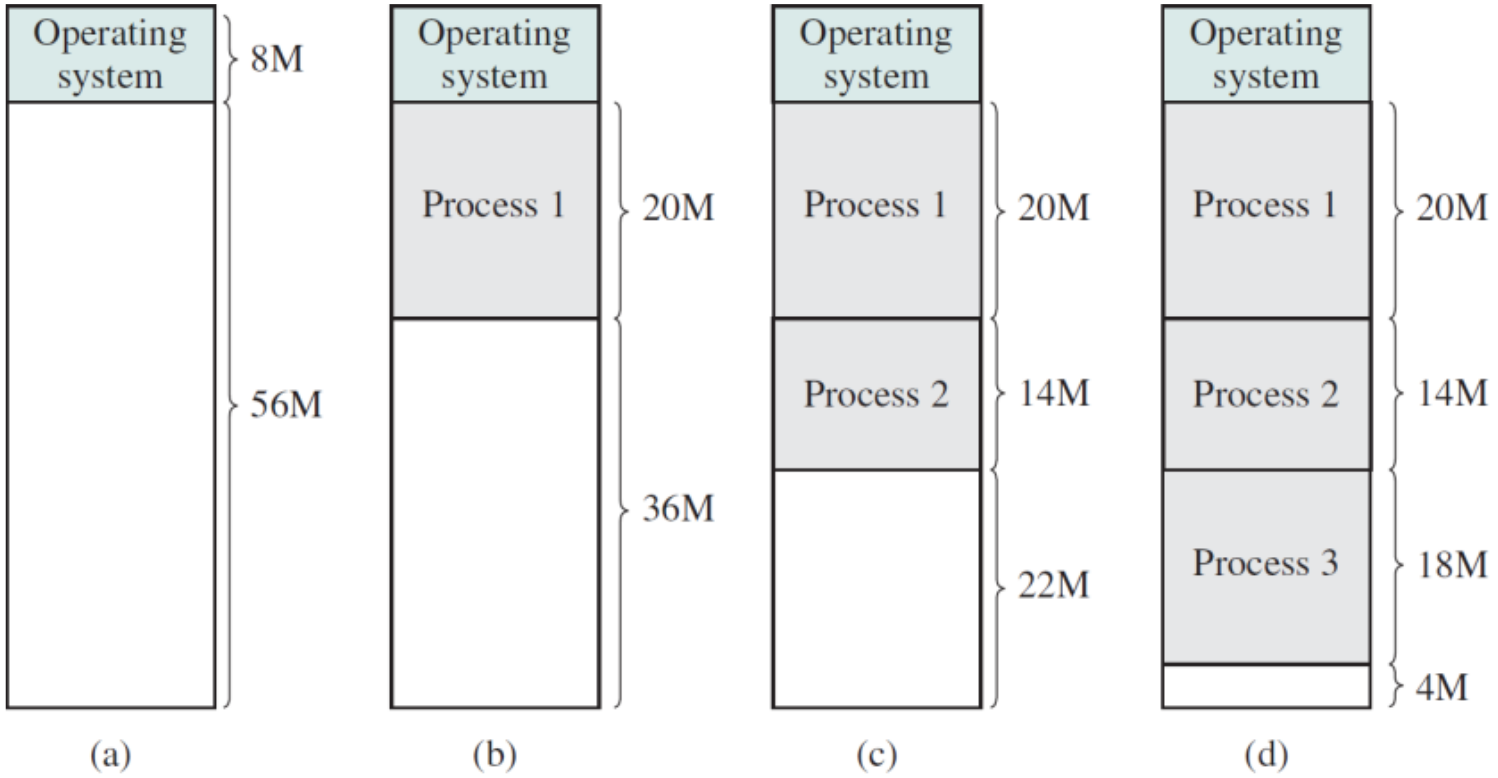 Operating
system
8M
56M
(a)
Operating
system
Process 1
20M
36M
(b)
Operating
system
Process 1
20M
Process 2
14M
22M
(c)
Operating
system
Process 1
20M
Process 2
14M
Process 3
18M
4M
(d)